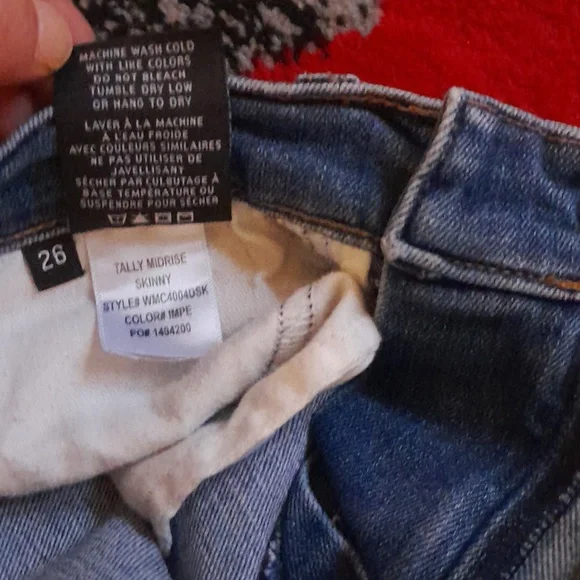 MACHINE WASH COLD
WITH LIKE COLORS
DO NOT BLEACH
TUMBLE DRY LOW
OR HANG TO DRY
LAVER À LA MACHINE
À L'EAU FROIDE
AVEC COULEURS SIMILAIRES
NE PAS UTILISER DE
JAVELLISANT
SÉCHER PAR CULBUTAGE À
BASE TEMPÉRATURE OU
SUSPENDRE POUR SÉCHER
26
TALLY MIDRISE
SKINNY
STYLE# WMC4004DSK
COLOR# IMPE
PO# 1494200